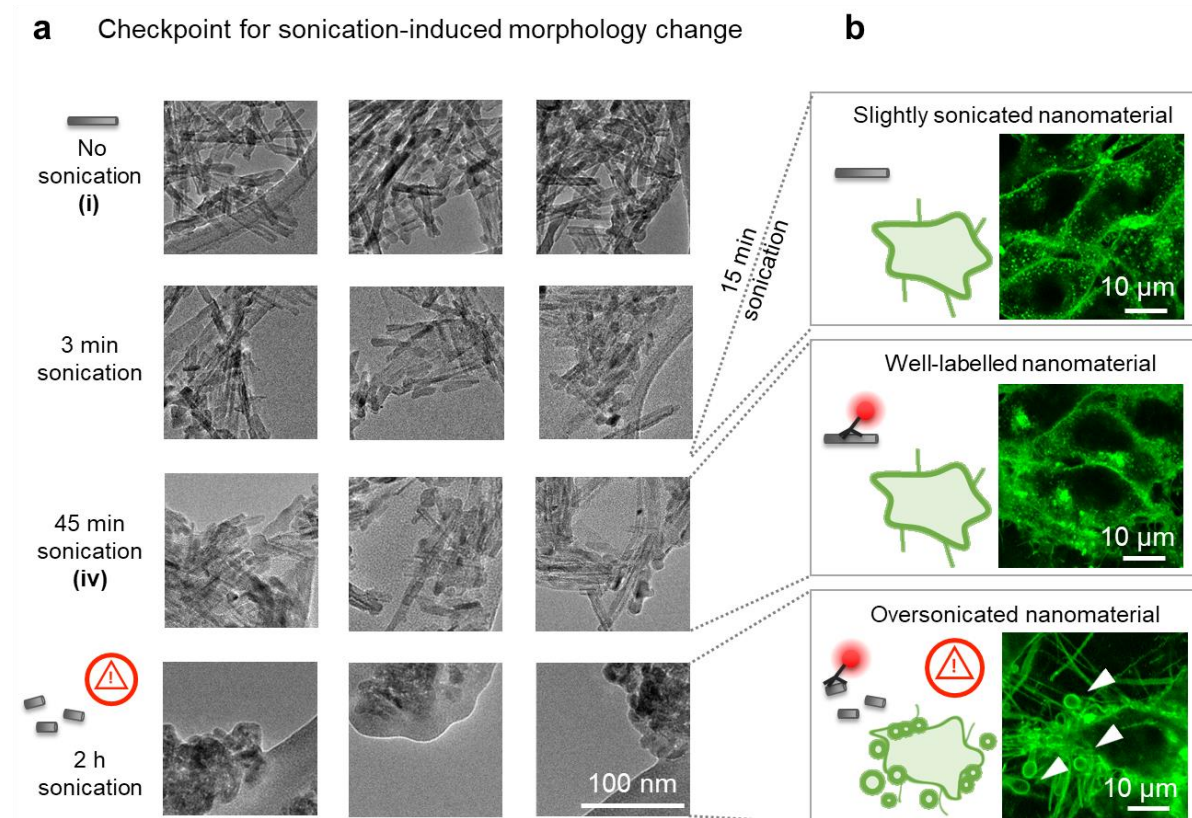 a Checkpoint for sonication-induced morphology change
No
sonication
(i)
3 min
sonication
45 min
sonication
(iv)
!
2 h
sonication
100 nm
15 min
sonication
b
Slightly sonicated nanomaterial
10 µm
Well-labelled nanomaterial
10 µm
Oversonicated nanomaterial
!
10 µm